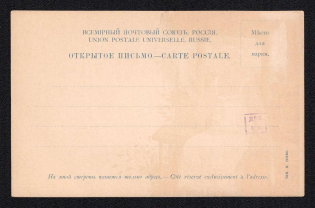 ВСЕМІРНЫЙ ПОЧТОВЫЙ СОЮЗЪ. РОССІЯ.
UNION POSTALE UNIVERSELLE. RUSSIE.
Мѣсто
для
марки.
ОТКРЫТОЕ ПИСЬМО.—CARTE POSTALE.
На этой сторонѣ пишется только адресъ. — Côté réservé exclusivement à l'adresse.